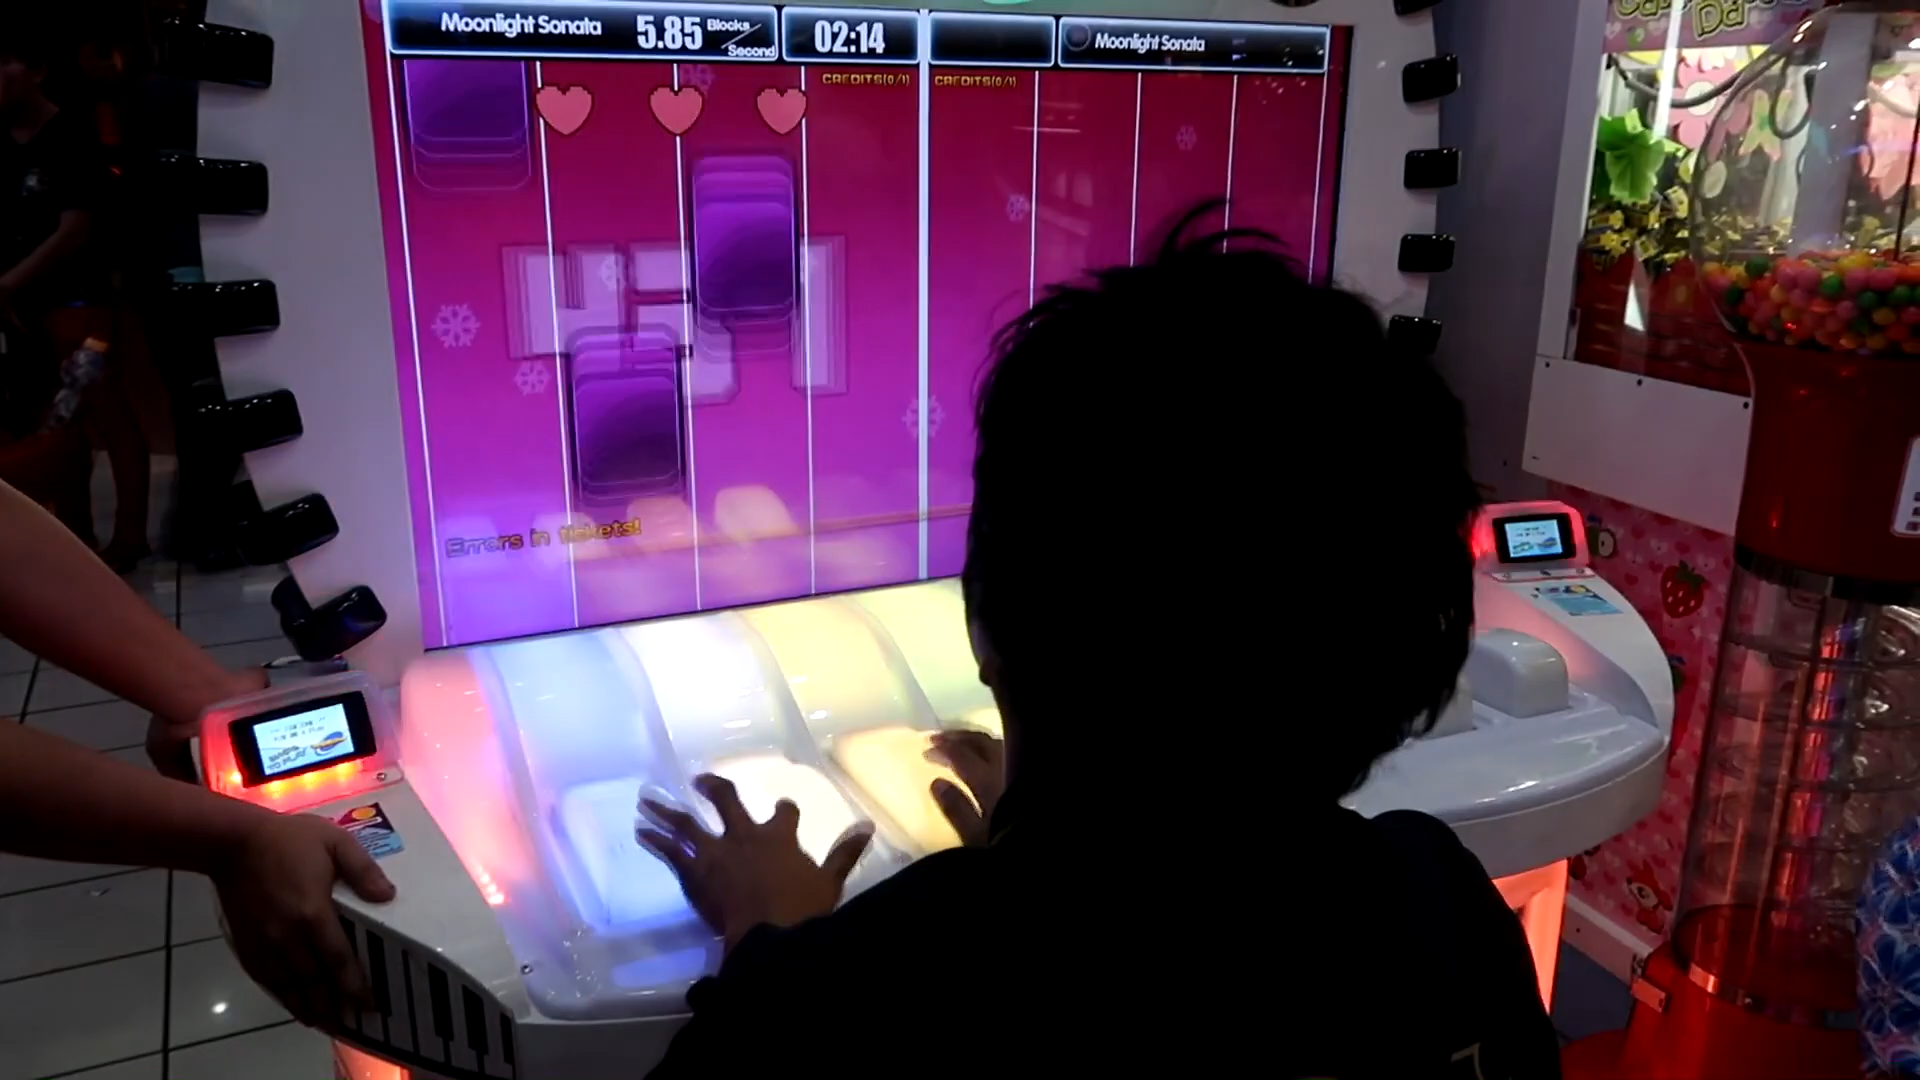 Moonlight Sonata
5.85 Blocks/Second
02:14
Moonlight Sonata
CREDITS(0/1)
CREDITS(0/1)
Errors in tickets!